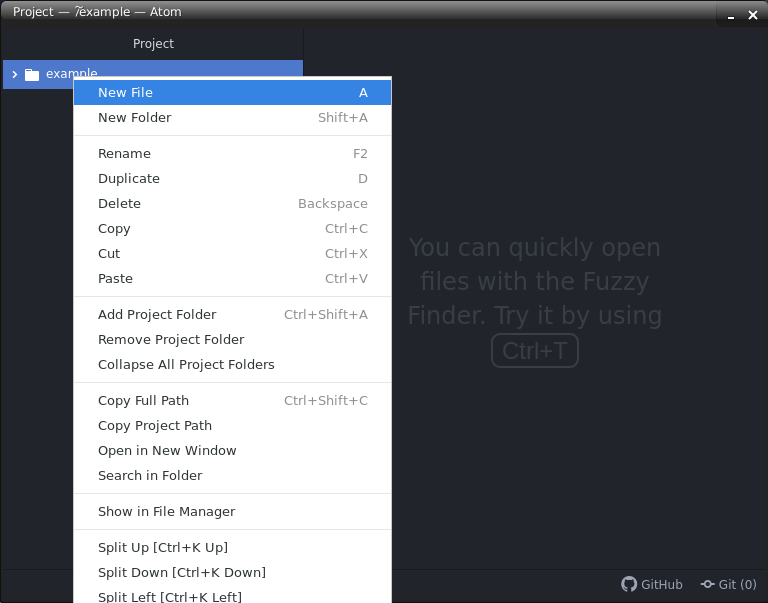 Project — ~/example — Atom
Project
example
New File A
New Folder Shift+A
Rename F2
Duplicate D
Delete Backspace
Copy Ctrl+C
Cut Ctrl+X
Paste Ctrl+V
Add Project Folder Ctrl+Shift+A
Remove Project Folder
Collapse All Project Folders
Copy Full Path Ctrl+Shift+C
Copy Project Path
Open in New Window
Search in Folder
Show in File Manager
Split Up [Ctrl+K Up]
Split Down [Ctrl+K Down]
Split Left [Ctrl+K Left]
You can quickly open
files with the Fuzzy
Finder. Try it by using
Ctrl+T
GitHub Git (0)